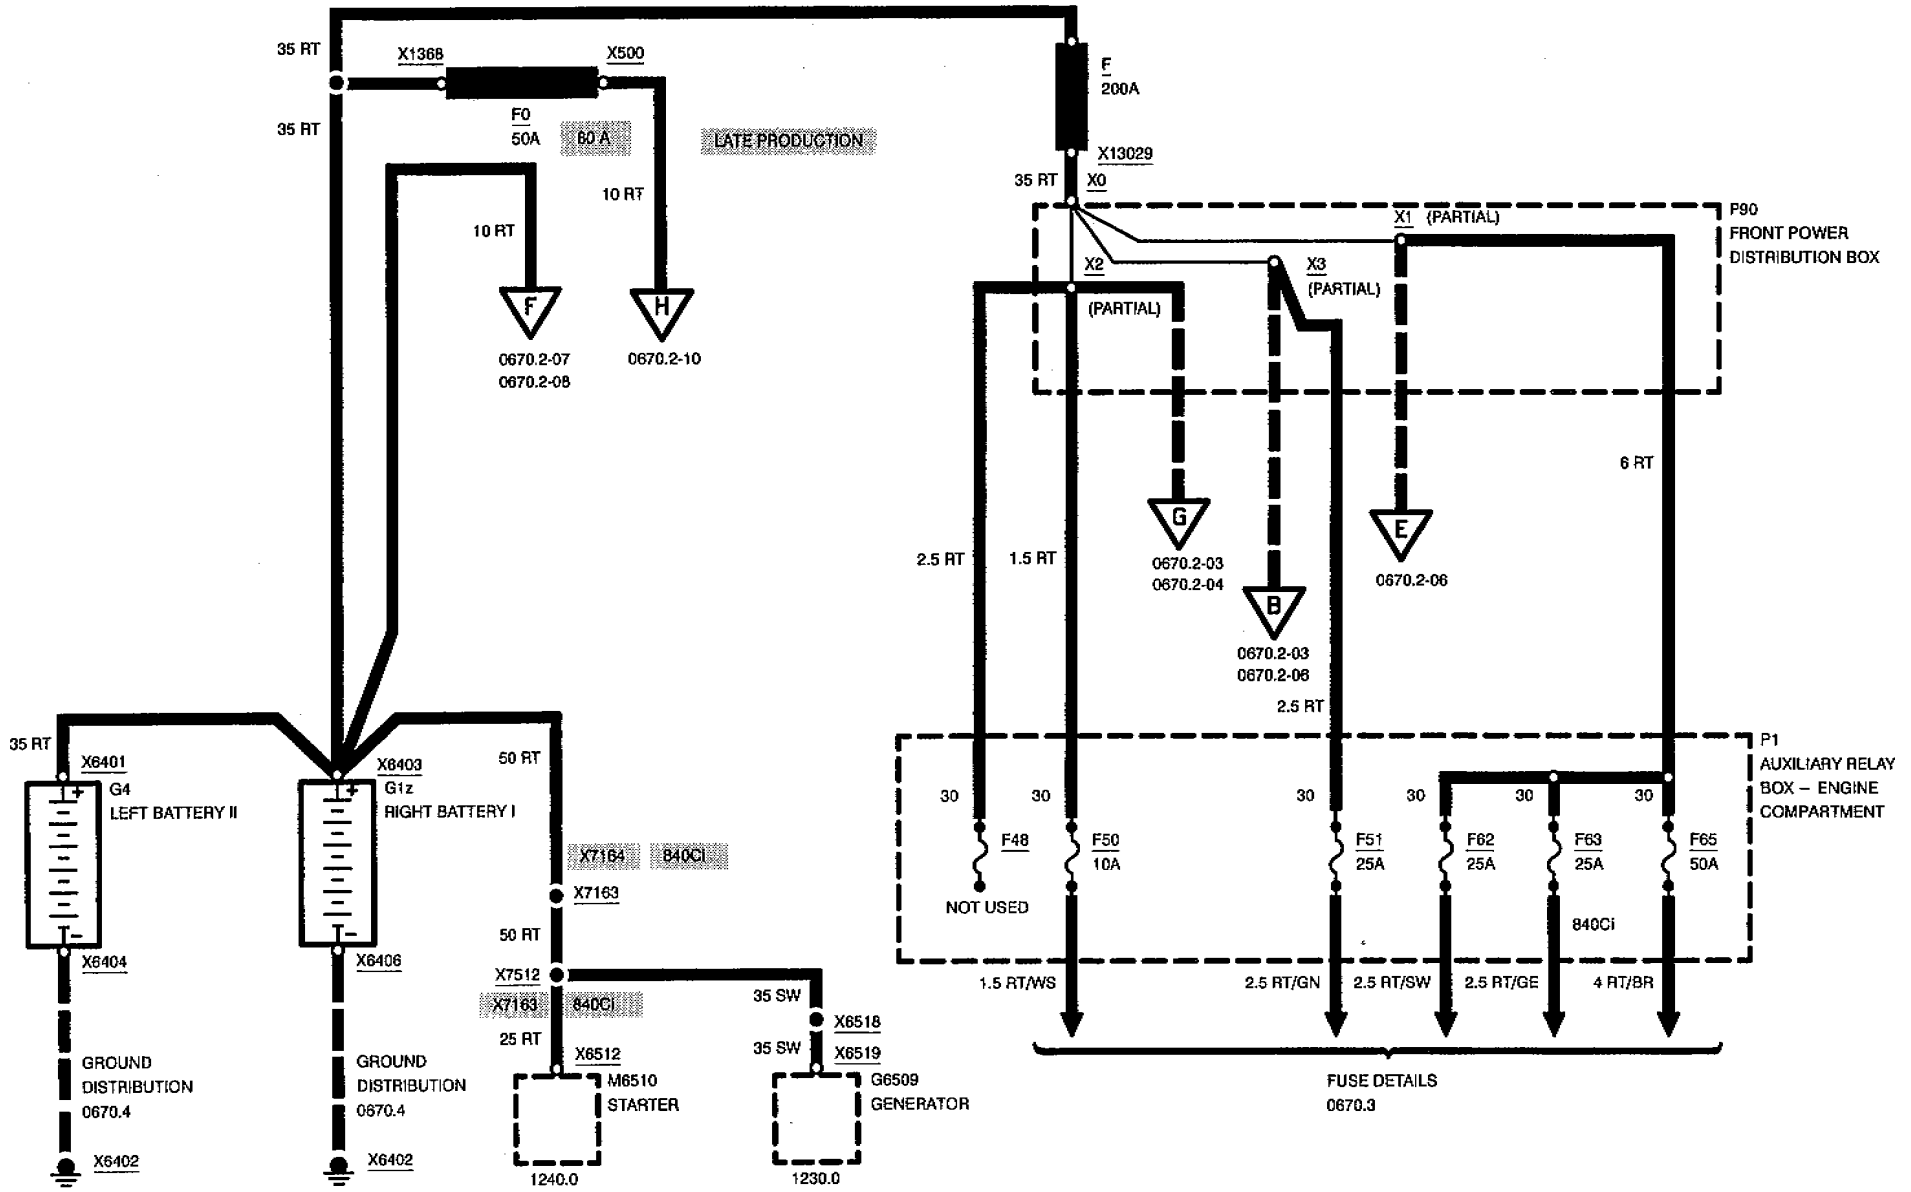 35 RT
X1368
X500
F
200A
35 RT
F0
50A
LATE PRODUCTION
X13029
10 RT
35 RT
X0
10 RT
X1 (PARTIAL)
P90
FRONT POWER
DISTRIBUTION BOX
X2
(PARTIAL)
X3
(PARTIAL)
F
0670.2-07
0670.2-08
H
0670.2-10
6 RT
G
0670.2-03
0670.2-04
E
0670.2-06
2.5 RT
1.5 RT
B
0670.2-03
0670.2-06
2.5 RT
35 RT
X6401
G4
LEFT BATTERY II
X6403
G1z
RIGHT BATTERY I
50 RT
P1
AUXILIARY RELAY
BOX – ENGINE
COMPARTMENT
30
30
30
30
30
30
F48
F50
10A
F51
25A
F62
25A
F63
25A
F65
50A
NOT USED
840Ci
X7164
840Ci
X7163
50 RT
X6404
X6406
X7512
X7163
840Ci
35 SW
1.5 RT/WS
2.5 RT/GN
2.5 RT/SW
2.5 RT/GE
4 RT/BR
25 RT
X6518
35 SW
X6519
X6512
GROUND
DISTRIBUTION
0670.4
GROUND
DISTRIBUTION
0670.4
M6510
STARTER
G6509
GENERATOR
FUSE DETAILS
0670.3
X6402
X6402
1240.0
1230.0